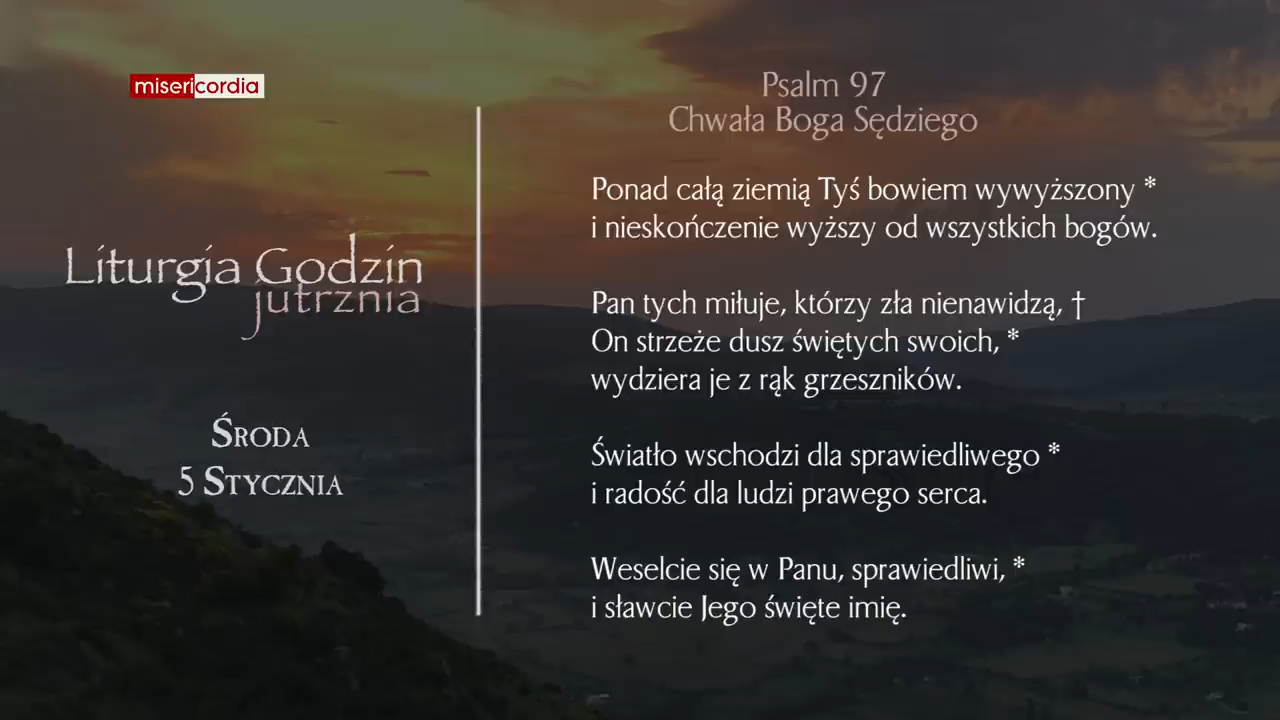 misericordia
Liturgia Godzin
jutrznia
Środa
5 Stycznia
Psalm 97
Chwała Boga Sędziego
Ponad całą ziemią Tyś bowiem wywyższony *
i nieskończenie wyższy od wszystkich bogów.
Pan tych miłuje, którzy zła nienawidzą, †
On strzeże dusz świętych swoich, *
wydziera je z rąk grzeszników.
Światło wschodzi dla sprawiedliwego *
i radość dla ludzi prawego serca.
Weselcie się w Panu, sprawiedliwi, *
i sławcie Jego święte imię.